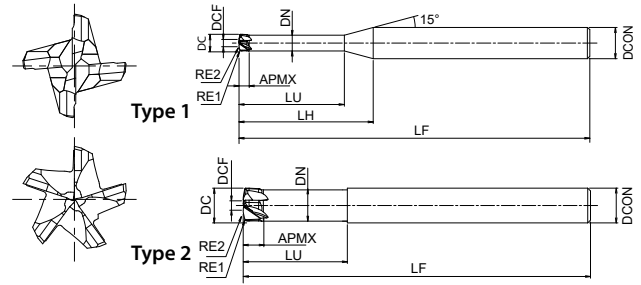 DC
DCF
DN
15°
DCON
RE2
RE1
APMX
LU
LH
LF
Type 1
DC
DCF
DN
DCON
RE2
RE1
APMX
LU
LF
Type 2